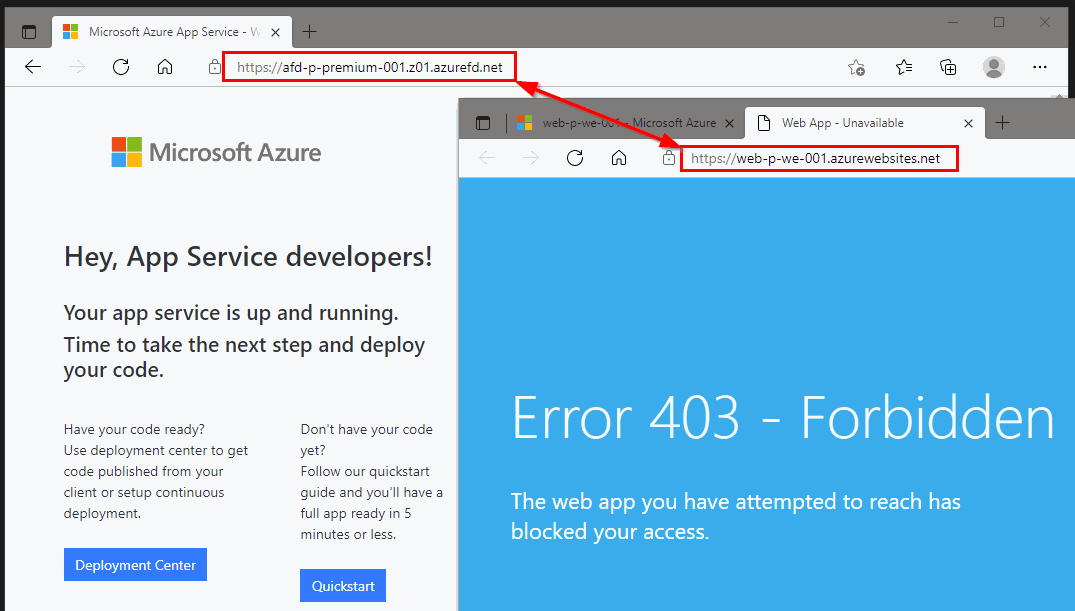 Microsoft Azure App Service - W
https://afd-p-premium-001.z01.azurefd.net
Microsoft Azure
Hey, App Service developers!
Your app service is up and running.
Time to take the next step and deploy
your code.
Have your code ready?
Use deployment center to get
code published from your
client or setup continuous
deployment.
Deployment Center
Don't have your code
yet?
Follow our quickstart
guide and you'll have a
full app ready in 5
minutes or less.
Quickstart
web-p-we-001 - Microsoft Azure
Web App - Unavailable
https://web-p-we-001.azurewebsites.net
Error 403 - Forbidden
The web app you have attempted to reach has
blocked your access.